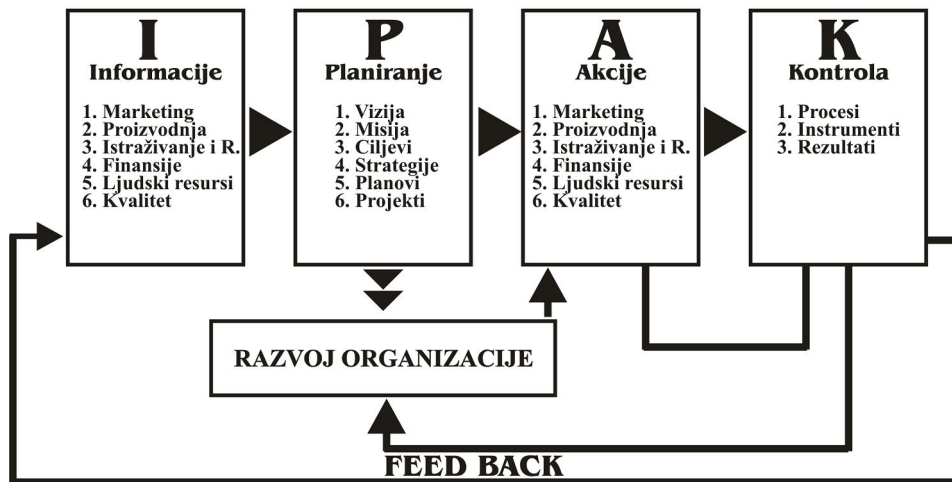 I
Informacije
1. Marketing
2. Proizvodnja
3. Istraživanje i R.
4. Finansije
5. Ljudski resursi
6. Kvalitet
P
Planiranje
1. Vizija
2. Misija
3. Ciljevi
4. Strategije
5. Planovi
6. Projekti
A
Akcije
1. Marketing
2. Proizvodnja
3. Istraživanje i R.
4. Finansije
5. Ljudski resursi
6. Kvalitet
K
Kontrola
1. Procesi
2. Instrumenti
3. Rezultati
RAZVOJ ORGANIZACIJE
FEED BACK